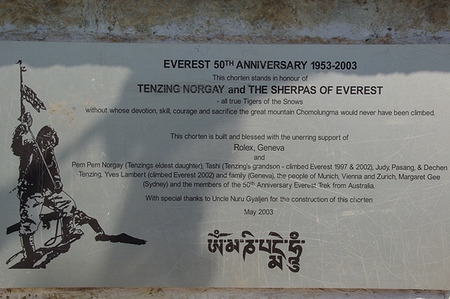 EVEREST 50TH ANNIVERSARY 1953-2003
This chorten stands in honour of
TENZING NORGAY and THE SHERPAS OF EVEREST
- all true Tigers of the Snows
without whose devotion, skill, courage and sacrifice the great mountain Chomolungma would never have been climbed.
This chorten is built and blessed with the unerring support of
Rolex, Geneva
and
Pem Pem Norgay (Tenzings eldest daughter), Tashi (Tenzing's grandson - climbed Everest 1997 & 2002), Judy, Pasang, & Dechen
Tenzing, Yves Lambert (climbed Everest 2002) and family (Geneva), the people of Munich, Vienna and Zurich, Margaret Gee
(Sydney) and the members of the 50th Anniversary Everest Trek from Australia.
With special thanks to Uncle Nuru Gyaljen for the construction of this chorten
May 2003
ཨོཾ་མ་ཎི་པདྨེ་ཧཱུྃ